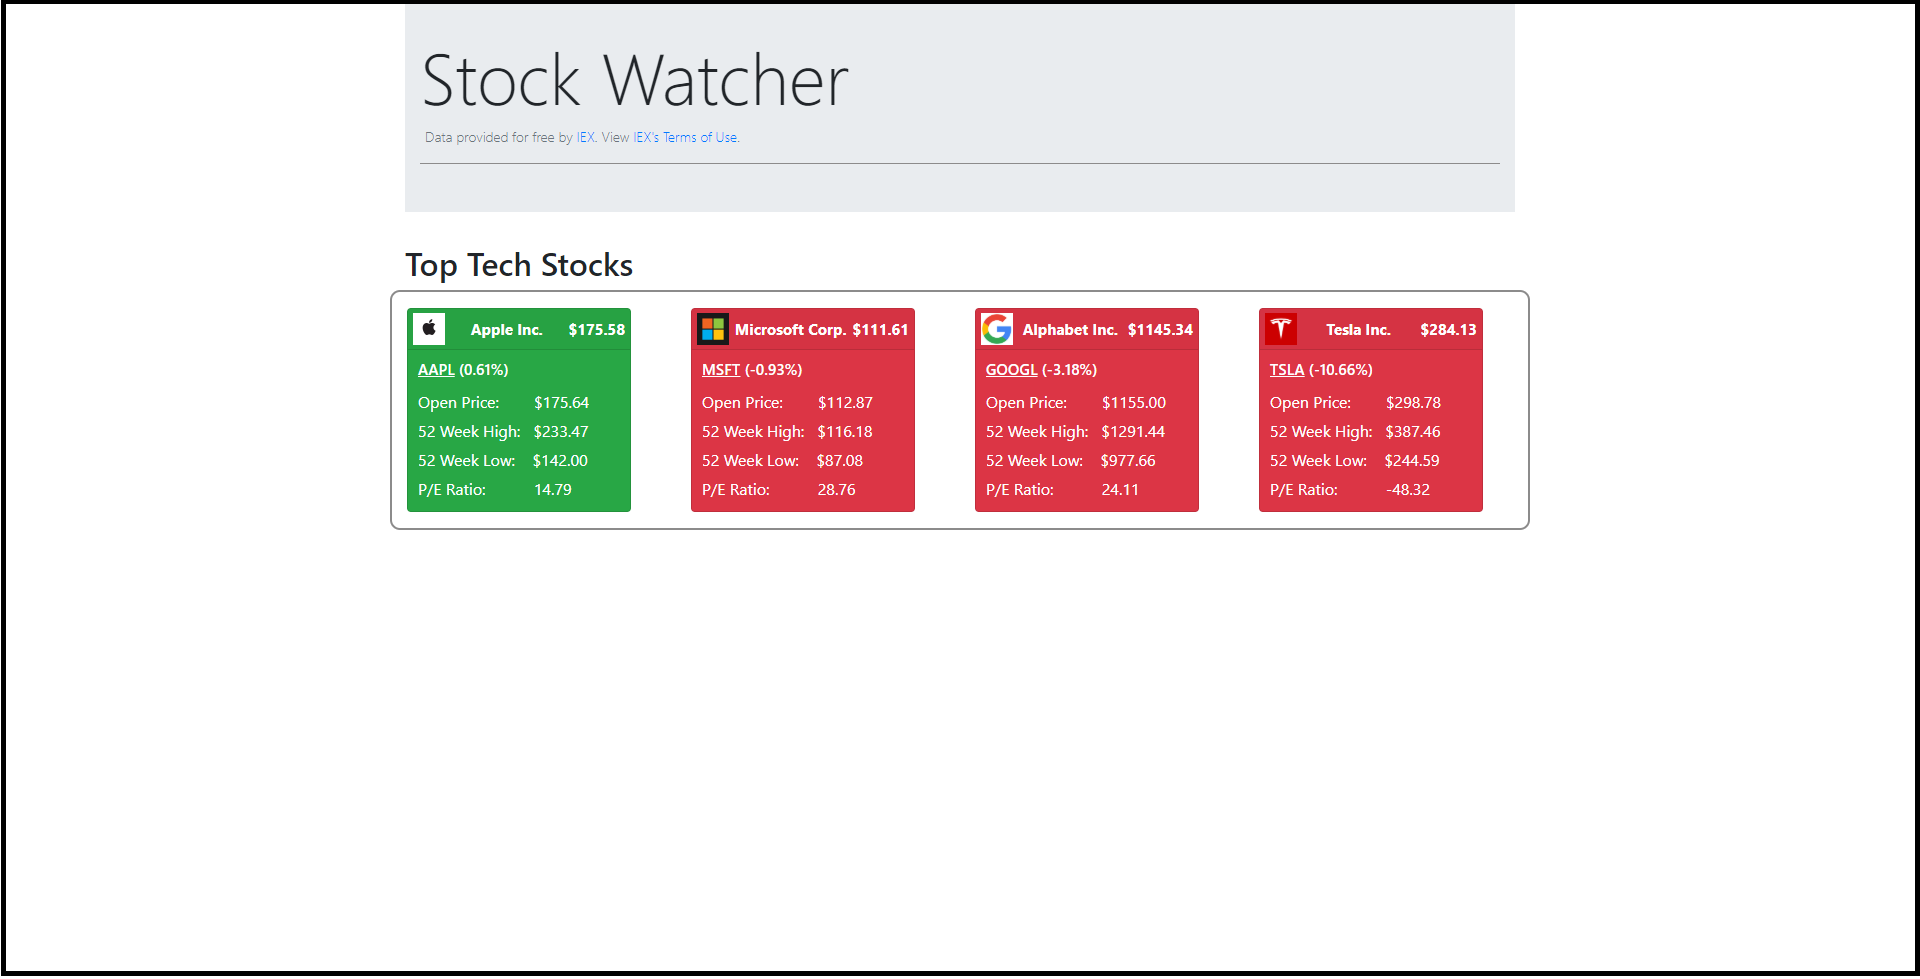 Stock Watcher
Data provided for free by IEX. View IEX's Terms of Use.
Top Tech Stocks
Apple Inc. $175.58
AAPL (0.61%)
Open Price: $175.64
52 Week High: $233.47
52 Week Low: $142.00
P/E Ratio: 14.79
Microsoft Corp. $111.61
MSFT (-0.93%)
Open Price: $112.87
52 Week High: $116.18
52 Week Low: $87.08
P/E Ratio: 28.76
Alphabet Inc. $1145.34
GOOGL (-3.18%)
Open Price: $1155.00
52 Week High: $1291.44
52 Week Low: $977.66
P/E Ratio: 24.11
Tesla Inc. $284.13
TSLA (-10.66%)
Open Price: $298.78
52 Week High: $387.46
52 Week Low: $244.59
P/E Ratio: -48.32